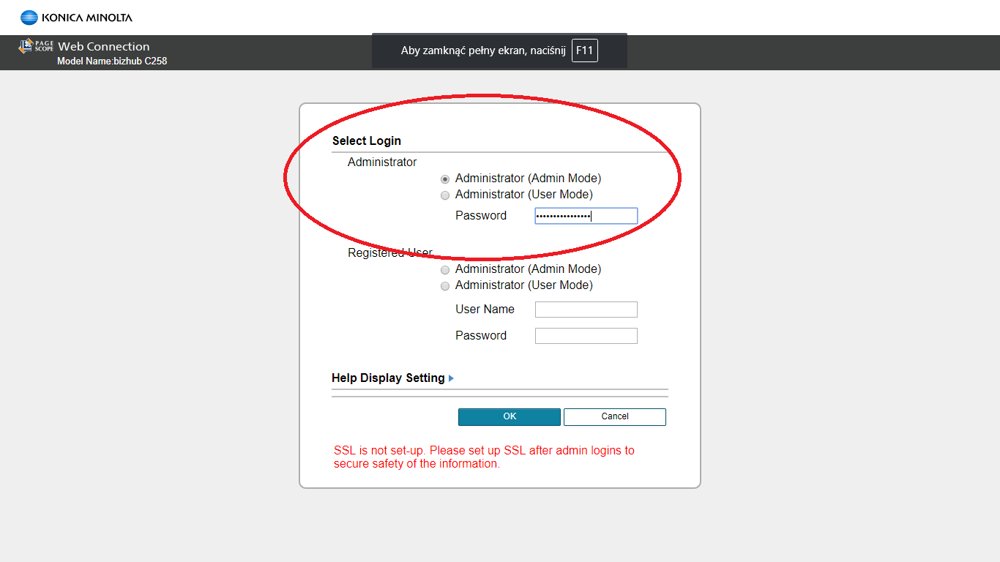 KONICA MINOLTA
PAGE SCOPE Web Connection
Model Name:bizhub C258
Aby zamknąć pełny ekran, naciśnij F11
Select Login
Administrator
Administrator (Admin Mode)
Administrator (User Mode)
Password ••••••••••••••••
Registered User
Administrator (Admin Mode)
Administrator (User Mode)
User Name
Password
Help Display Setting
OK Cancel
SSL is not set-up. Please set up SSL after admin logins to
secure safety of the information.